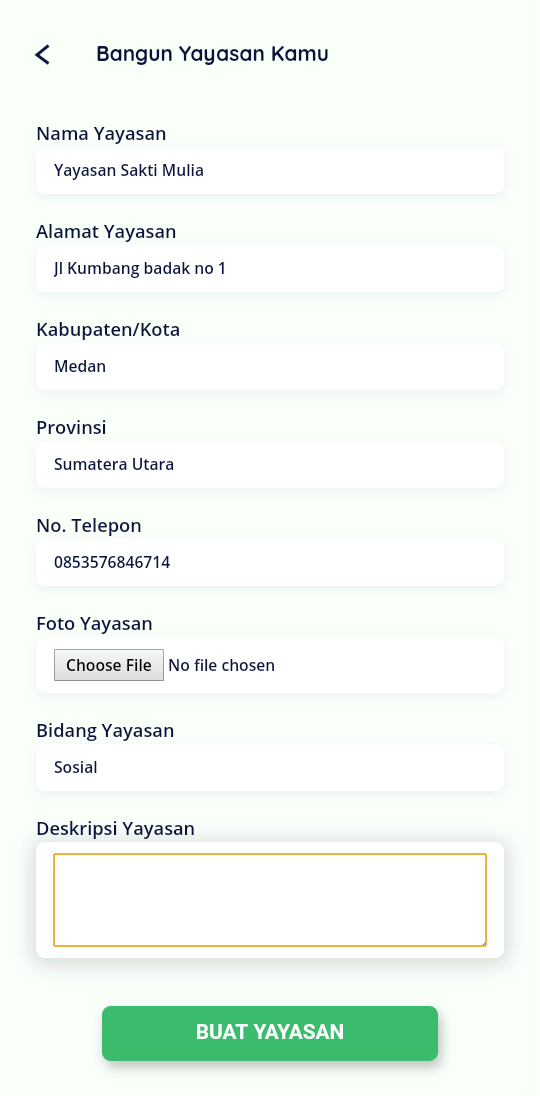 Bangun Yayasan Kamu
Nama Yayasan
Yayasan Sakti Mulia
Alamat Yayasan
Jl Kumbang badak no 1
Kabupaten/Kota
Medan
Provinsi
Sumatera Utara
No. Telepon
0853576846714
Foto Yayasan
Choose File No file chosen
Bidang Yayasan
Sosial
Deskripsi Yayasan
BUAT YAYASAN